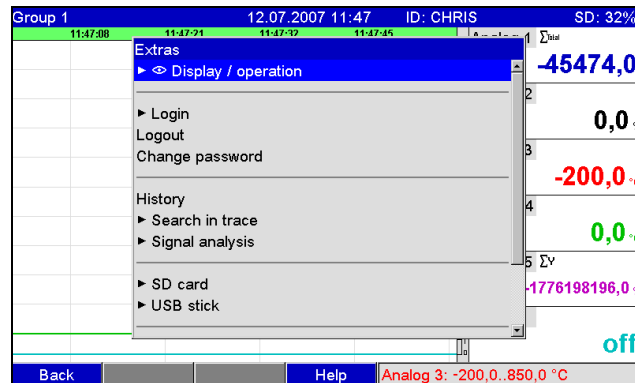 Group 1 12.07.2007 11:47 ID: CHRIS SD: 32%
11:47:08 11:47:21 11:47:32 11:47:45
Analog 1 ΣTotal
-45474,0
2
0,0
3
-200,0
4
0,0
5 ΣY
-1776198196,0
off
Extras
► Display / operation
► Login
Logout
Change password
History
► Search in trace
► Signal analysis
► SD card
► USB stick
Back Help Analog 3: -200,0..850,0 °C